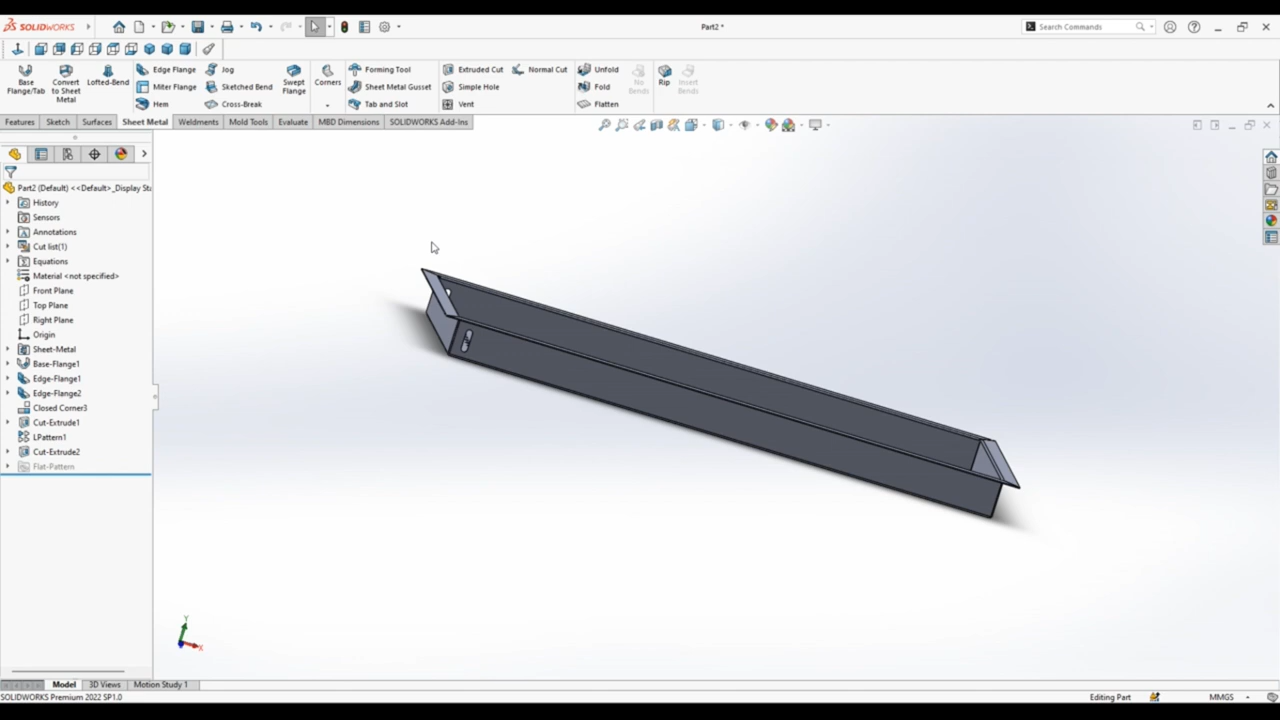 SOLIDWORKS
Part2 *
Search Commands
Base Flange/Tab
Convert to Sheet Metal
Lofted-Bend
Edge Flange
Miter Flange
Hem
Jog
Sketched Bend
Cross-Break
Swept Flange
Corners
Forming Tool
Sheet Metal Gusset
Tab and Slot
Extruded Cut
Simple Hole
Vent
Normal Cut
Unfold
Fold
Flatten
No Bends
Rip
Insert Bends
Features Sketch Surfaces Sheet Metal Weldments Mold Tools Evaluate MBD Dimensions SOLIDWORKS Add-Ins
Part2 (Default) <<Default>_Display Sta
History
Sensors
Annotations
Cut list(1)
Equations
Material <not specified>
Front Plane
Top Plane
Right Plane
Origin
Sheet-Metal
Base-Flange1
Edge-Flange1
Edge-Flange2
Closed Corner3
Cut-Extrude1
LPattern1
Cut-Extrude2
Flat-Pattern
Y
X
Model 3D Views Motion Study 1
SOLIDWORKS Premium 2022 SP1.0 Editing Part MMGS